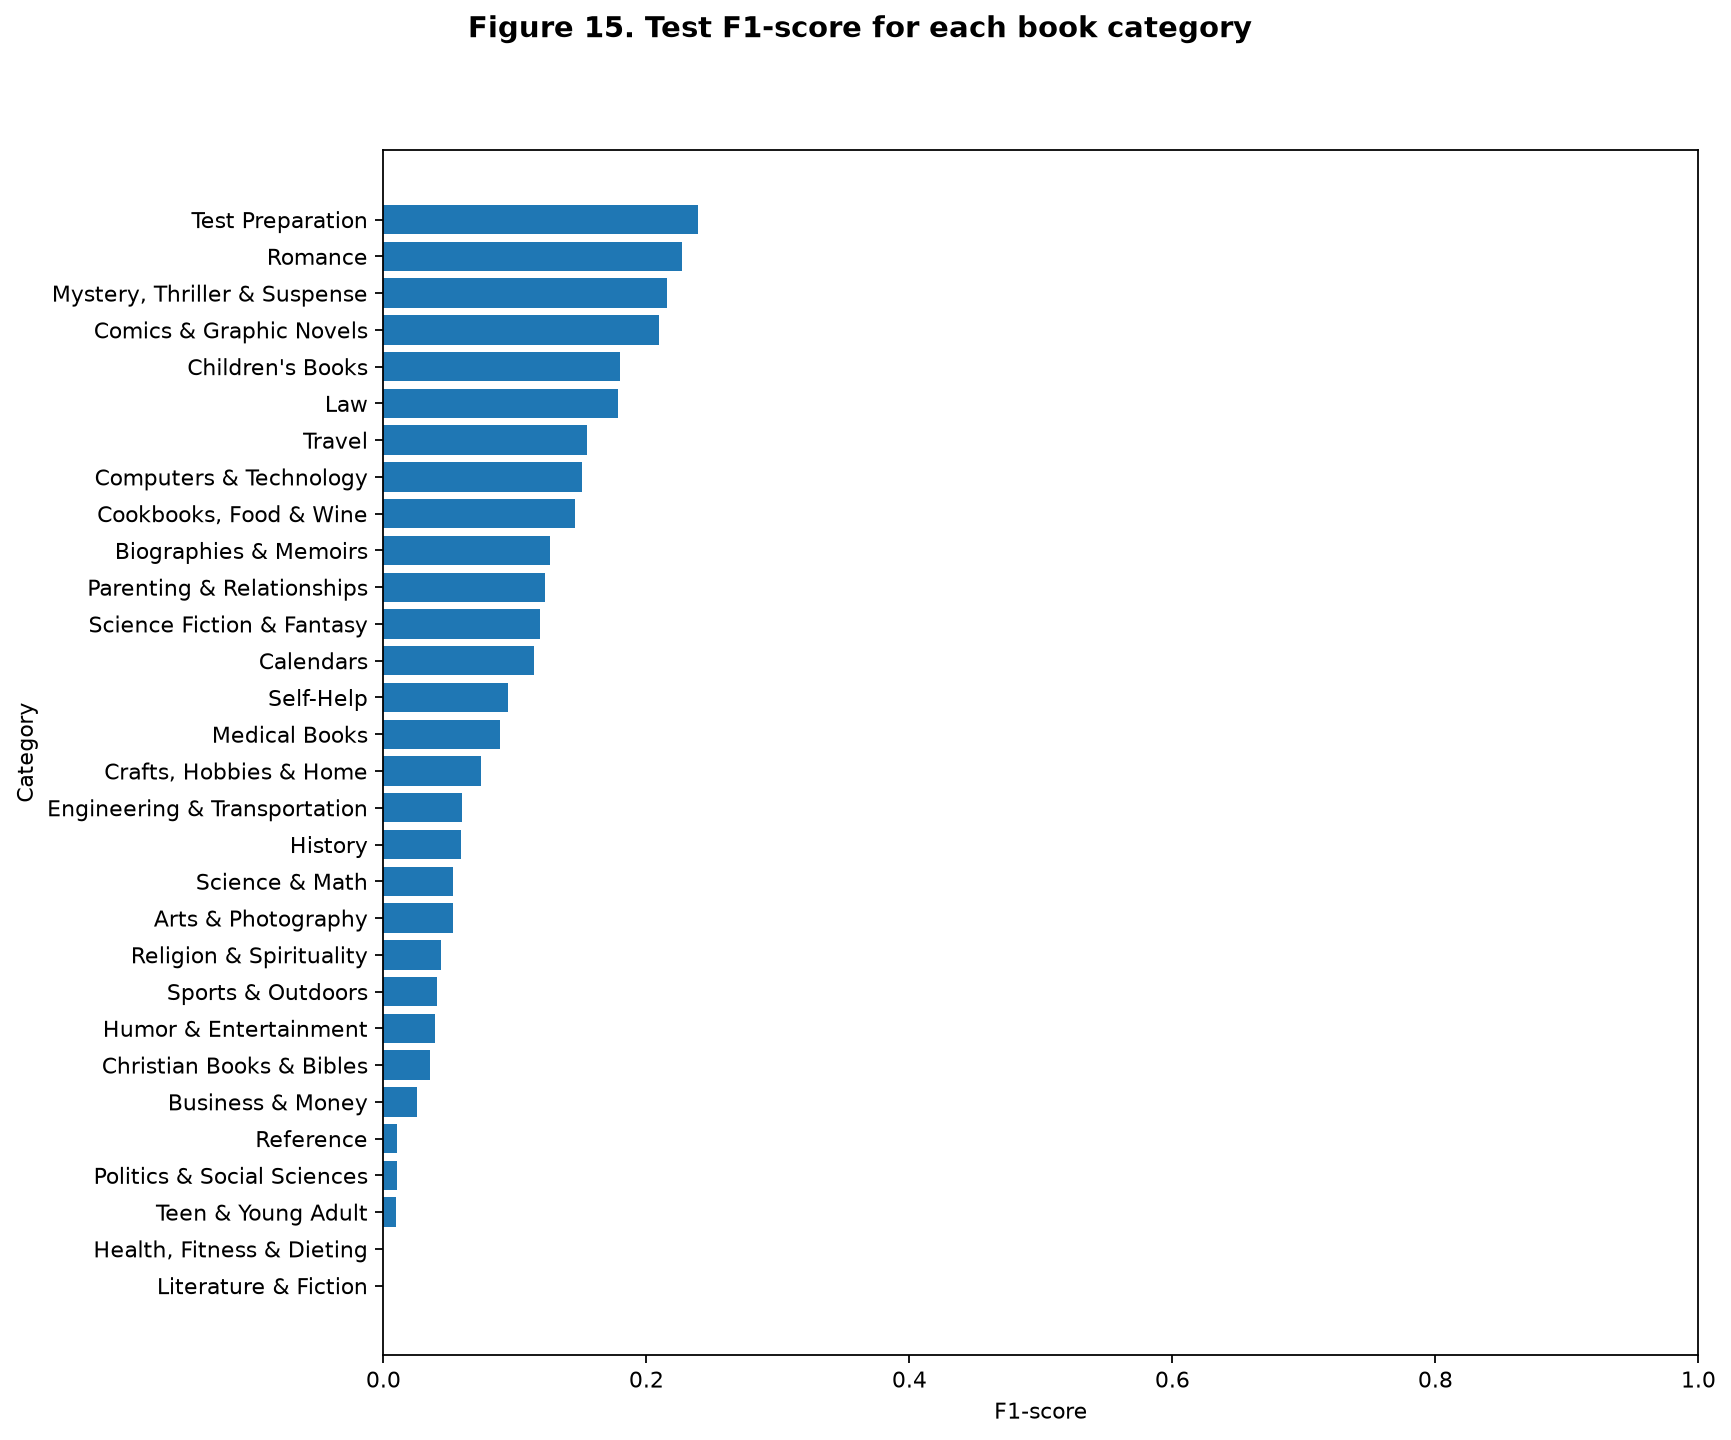 Figure 15. Test F1-score for each book category
Test Preparation
Romance
Mystery, Thriller & Suspense
Comics & Graphic Novels
Children's Books
Law
Travel
Computers & Technology
Cookbooks, Food & Wine
Biographies & Memoirs
Parenting & Relationships
Science Fiction & Fantasy
Calendars
Self-Help
Medical Books
Crafts, Hobbies & Home
Engineering & Transportation
History
Science & Math
Arts & Photography
Religion & Spirituality
Sports & Outdoors
Humor & Entertainment
Christian Books & Bibles
Business & Money
Reference
Politics & Social Sciences
Teen & Young Adult
Health, Fitness & Dieting
Literature & Fiction
Category
0.0 0.2 0.4 0.6 0.8 1.0
F1-score